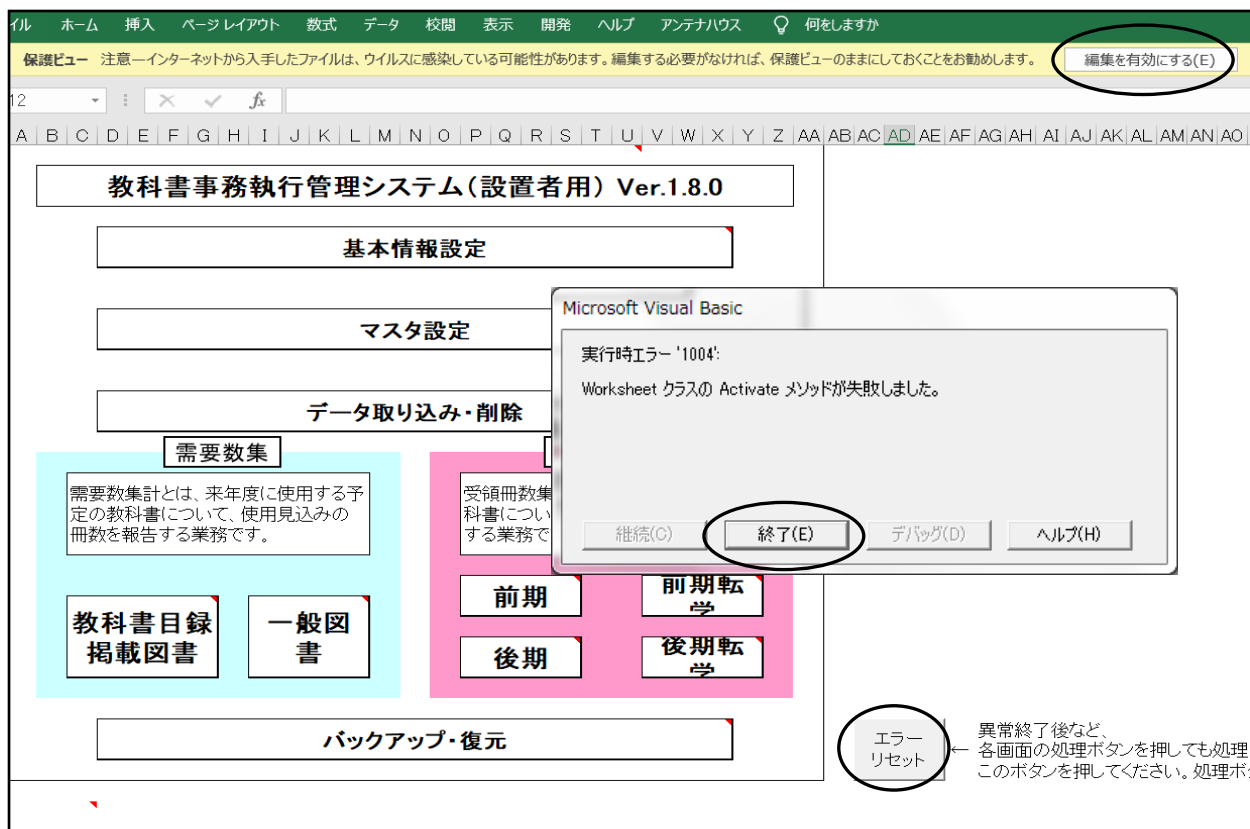 イル ホーム 挿入 ページ レイアウト 数式 データ 校閲 表示 開発 ヘルプ アンテナハウス 何をしますか
保護ビュー 注意—インターネットから入手したファイルは、ウイルスに感染している可能性があります。編集する必要がなければ、保護ビューのままにしておくことをお勧めします。 編集を有効にする(E)
12 fx
A B C D E F G H I J K L M N O P Q R S T U V W X Y Z AA AB AC AD AE AF AG AH AI AJ AK AL AM AN AO
教科書事務執行管理システム(設置者用) Ver.1.8.0
基本情報設定
マスタ設定
データ取り込み・削除
Microsoft Visual Basic
実行時エラー '1004':
Worksheet クラスの Activate メソッドが失敗しました。
継続(C) 終了(E) デバッグ(D) ヘルプ(H)
需要数集
需要数集計とは、来年度に使用する予
定の教科書について、使用見込みの
冊数を報告する業務です。
受領冊数集
科書につい
する業務で
教科書目録
掲載図書
一般図
書
前期
前期転
学
後期
後期転
学
バックアップ・復元
エラー
リセット
← 異常終了後など、
各画面の処理ボタンを押しても処理
このボタンを押してください。処理ボ